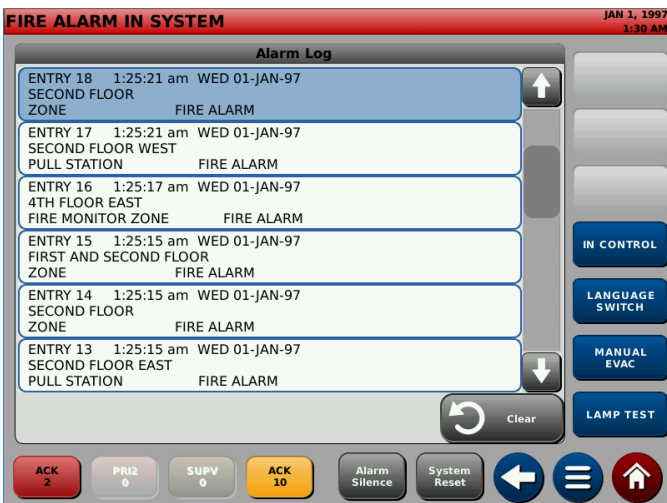 FIRE ALARM IN SYSTEM
JAN 1, 1997
1:30 AM
Alarm Log
ENTRY 18 1:25:21 am WED 01-JAN-97
SECOND FLOOR
ZONE FIRE ALARM
ENTRY 17 1:25:21 am WED 01-JAN-97
SECOND FLOOR WEST
PULL STATION FIRE ALARM
ENTRY 16 1:25:17 am WED 01-JAN-97
4TH FLOOR EAST
FIRE MONITOR ZONE FIRE ALARM
ENTRY 15 1:25:15 am WED 01-JAN-97
FIRST AND SECOND FLOOR
ZONE FIRE ALARM
ENTRY 14 1:25:15 am WED 01-JAN-97
SECOND FLOOR
ZONE FIRE ALARM
ENTRY 13 1:25:15 am WED 01-JAN-97
SECOND FLOOR EAST
PULL STATION FIRE ALARM
Clear
IN CONTROL
LANGUAGE
SWITCH
MANUAL
EVAC
LAMP TEST
ACK
2
PRI2
0
SUPV
0
ACK
10
Alarm
Silence
System
Reset